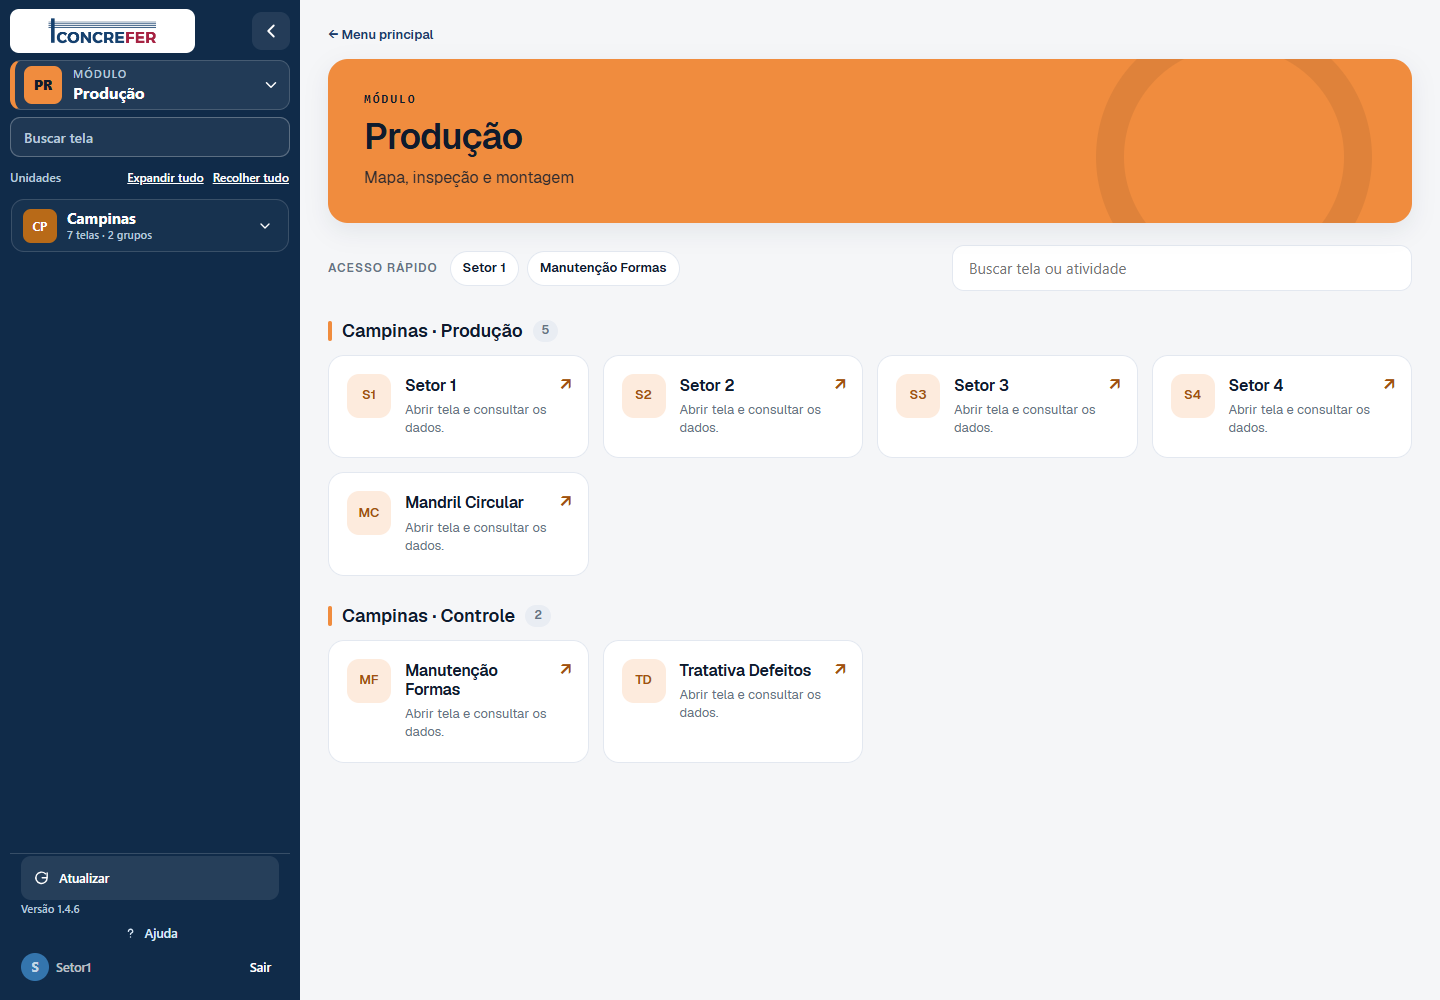 CONCREFER
PR
MÓDULO
Produção
Buscar tela
Unidades
Expandir tudo
Recolher tudo
CP
Campinas
7 telas · 2 grupos
Atualizar
Versão 1.4.6
? Ajuda
S
Setor1
Sair
← Menu principal
MÓDULO
Produção
Mapa, inspeção e montagem
ACESSO RÁPIDO
Setor 1
Manutenção Formas
Buscar tela ou atividade
Campinas · Produção
5
S1
Setor 1
Abrir tela e consultar os
dados.
S2
Setor 2
Abrir tela e consultar os
dados.
S3
Setor 3
Abrir tela e consultar os
dados.
S4
Setor 4
Abrir tela e consultar os
dados.
MC
Mandril Circular
Abrir tela e consultar os
dados.
Campinas · Controle
2
MF
Manutenção
Formas
Abrir tela e consultar os
dados.
TD
Tratativa Defeitos
Abrir tela e consultar os
dados.